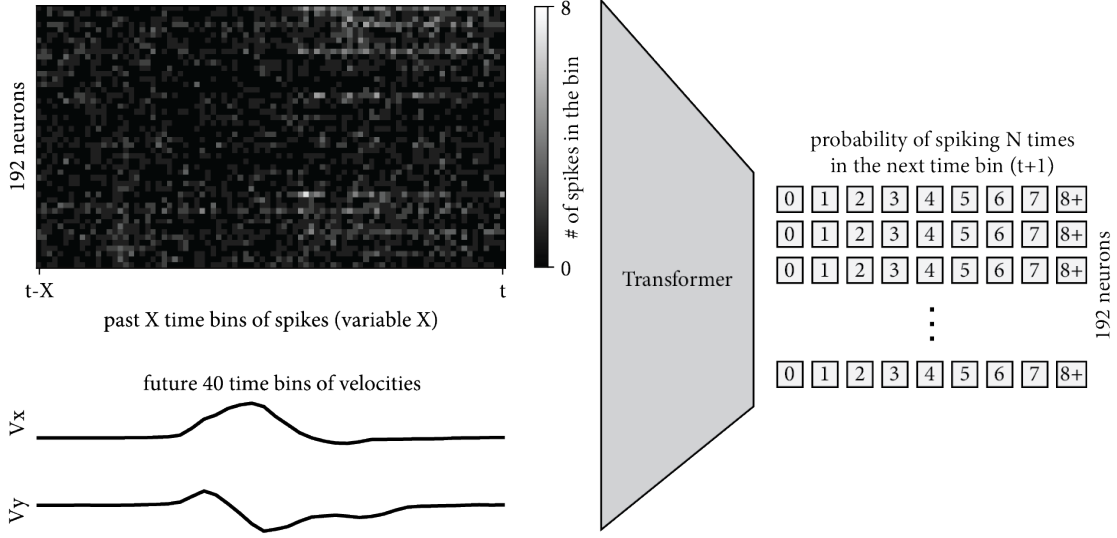 192 neurons
t-X
t
past X time bins of spikes (variable X)
8
0
# of spikes in the bin
future 40 time bins of velocities
Vx
Vy
Transformer
probability of spiking N times
in the next time bin (t+1)
0 1 2 3 4 5 6 7 8+
0 1 2 3 4 5 6 7 8+
0 1 2 3 4 5 6 7 8+
0 1 2 3 4 5 6 7 8+
192 neurons